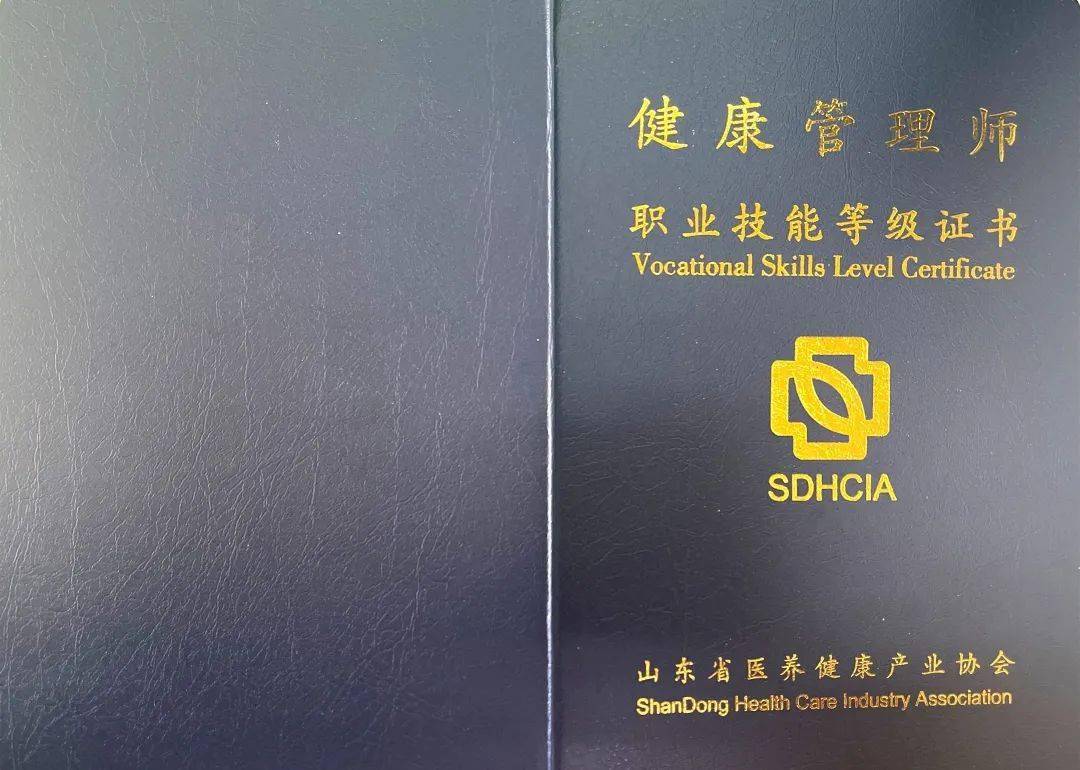 健康管理师
职业技能等级证书
Vocational Skills Level Certificate
SDHCIA
山东省医养健康产业协会
ShanDong Health Care Industry Association